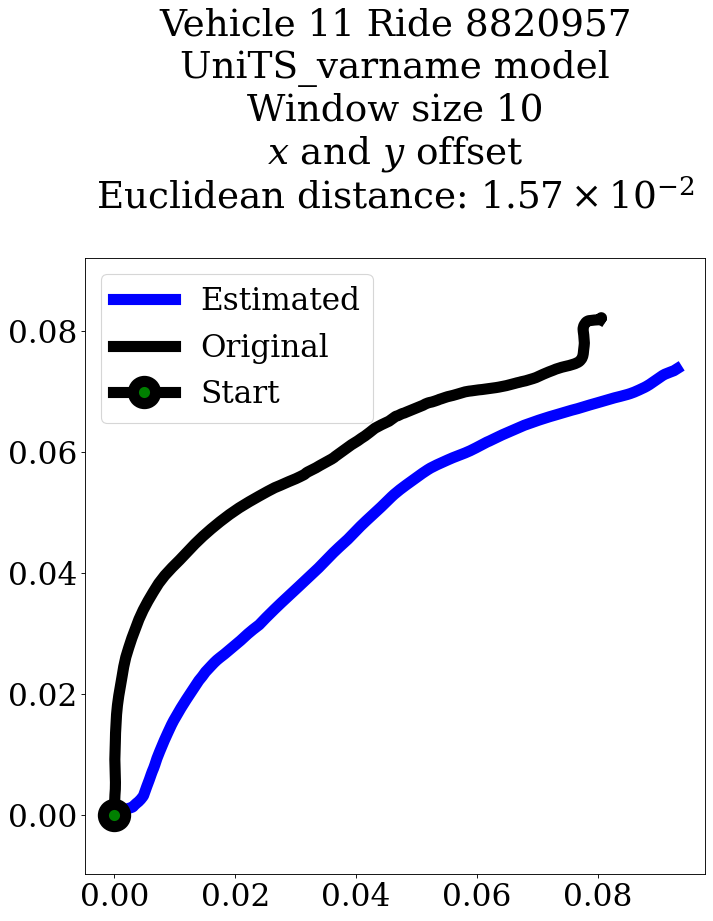 Vehicle 11 Ride 8820957
UniTS_varname model
Window size 10
x and y offset
Euclidean distance: 1.57 × 10⁻²
Estimated
Original
Start
0.08
0.06
0.04
0.02
0.00
0.00 0.02 0.04 0.06 0.08